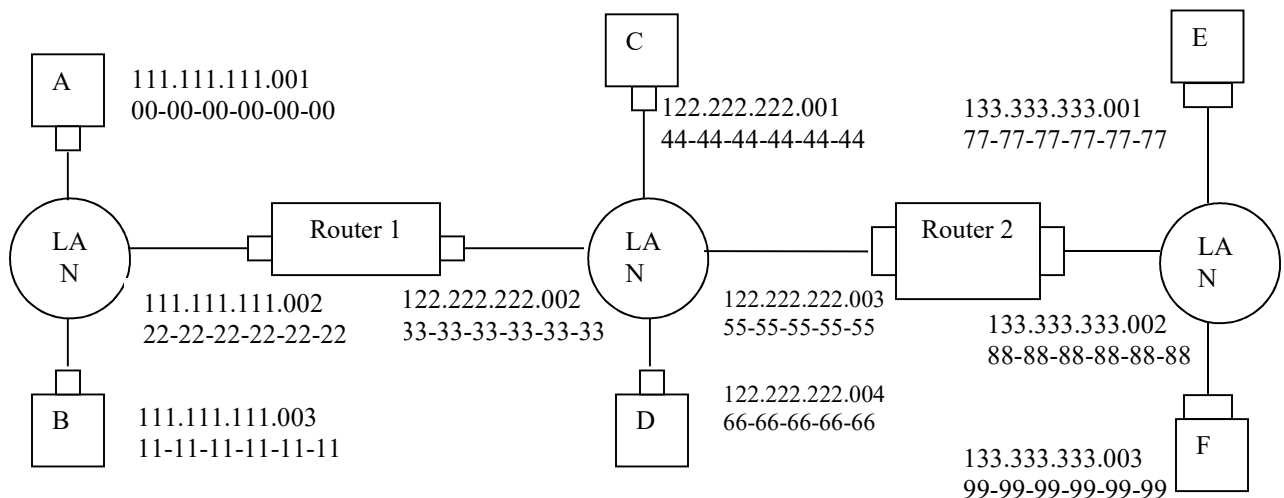 A
111.111.111.001
00-00-00-00-00-00
C
122.222.222.001
44-44-44-44-44-44
E
133.333.333.001
77-77-77-77-77-77
LA
N
Router 1
LA
N
Router 2
LA
N
111.111.111.002
22-22-22-22-22-22
122.222.222.002
33-33-33-33-33-33
122.222.222.003
55-55-55-55-55
133.333.333.002
88-88-88-88-88-88
B
111.111.111.003
11-11-11-11-11-11
D
122.222.222.004
66-66-66-66-66
F
133.333.333.003
99-99-99-99-99-99